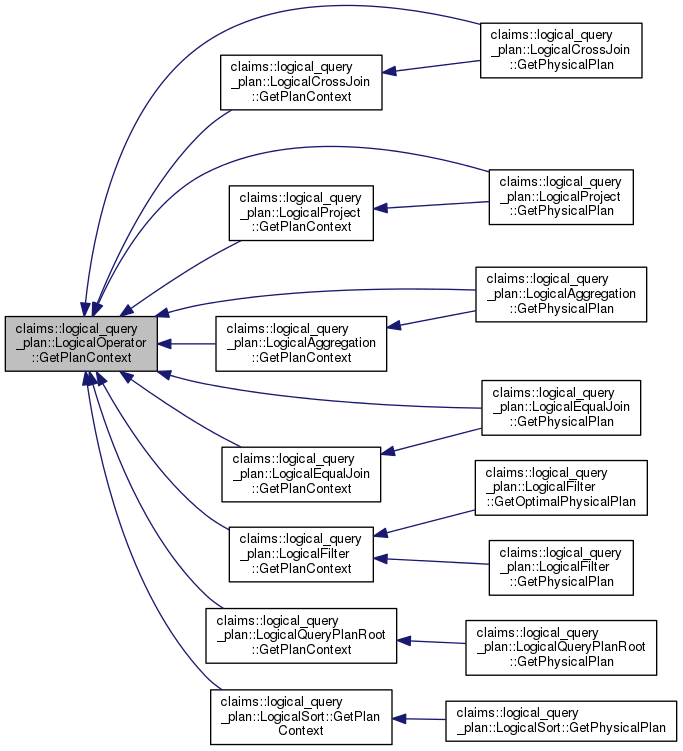 claims::logical_query
_plan::LogicalCrossJoin
::GetPhysicalPlan
claims::logical_query
_plan::LogicalCrossJoin
::GetPlanContext
claims::logical_query
_plan::LogicalProject
::GetPhysicalPlan
claims::logical_query
_plan::LogicalProject
::GetPlanContext
claims::logical_query
_plan::LogicalAggregation
::GetPhysicalPlan
claims::logical_query
_plan::LogicalOperator
::GetPlanContext
claims::logical_query
_plan::LogicalAggregation
::GetPlanContext
claims::logical_query
_plan::LogicalEqualJoin
::GetPhysicalPlan
claims::logical_query
_plan::LogicalEqualJoin
::GetPlanContext
claims::logical_query
_plan::LogicalFilter
::GetOptimalPhysicalPlan
claims::logical_query
_plan::LogicalFilter
::GetPlanContext
claims::logical_query
_plan::LogicalFilter
::GetPhysicalPlan
claims::logical_query
_plan::LogicalQueryPlanRoot
::GetPlanContext
claims::logical_query
_plan::LogicalQueryPlanRoot
::GetPhysicalPlan
claims::logical_query
_plan::LogicalSort::GetPlan
Context
claims::logical_query
_plan::LogicalSort::GetPhysicalPlan